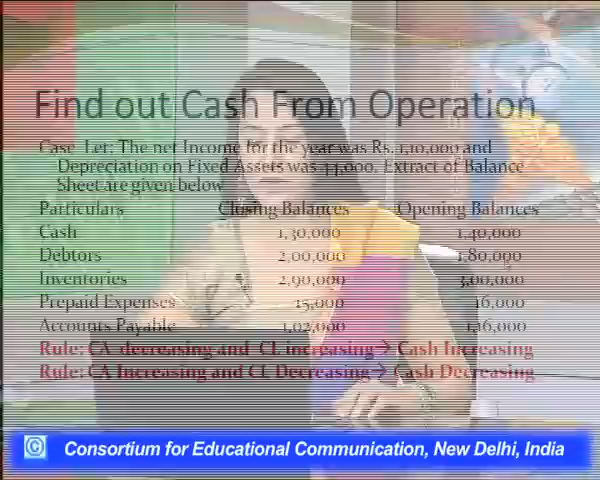 Find out Cash From Operation
Case Let: The net Income for the year was Rs. 1,10,000 and
Depreciation on Fixed Assets was 34,000. Extract of Balance
Sheet are given below
Particulars Closing Balances Opening Balances
Cash 1,30,000 1,40,000
Debtors 2,00,000 1,80,000
Inventories 2,90,000 3,00,000
Prepaid Expenses 15,000 16,000
Accounts Payable 1,02,000 1,16,000
Rule: CA decreasing and CL increasing→ Cash Increasing
Rule: CA Increasing and CL Decreasing→ Cash Decreasing
© Consortium for Educational Communication, New Delhi, India